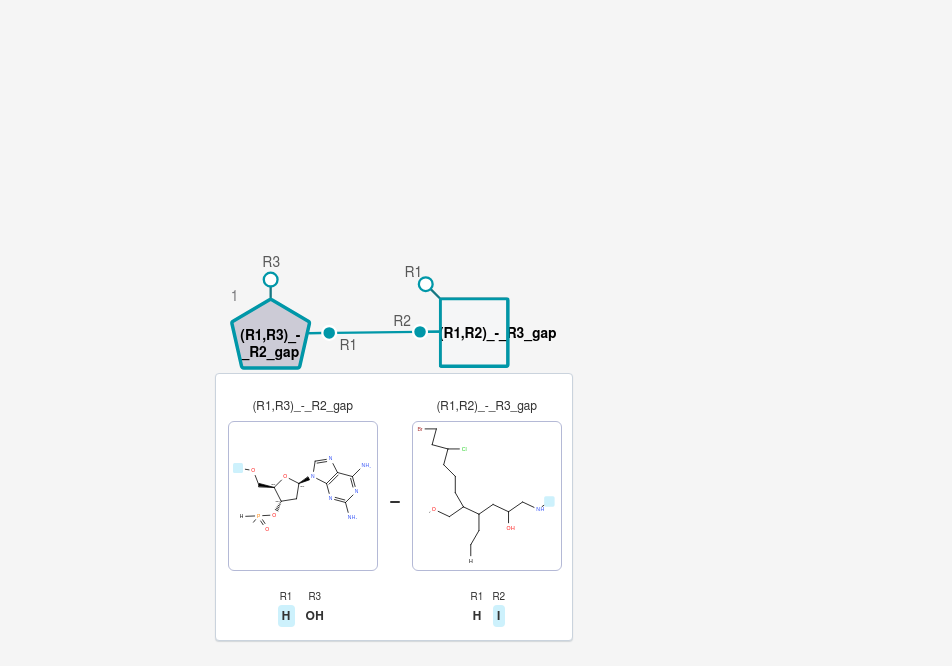 R3
R1
1
R2
(R1,R3)_-
_R2_gap
(R1,R2)_-_R3_gap
R1
(R1,R3)_-_R2_gap
(R1,R2)_-_R3_gap
Br
Cl
O
N
NH
O
N
N
N
N
O
H
P
O
NH
O
NH
OH
H
R1 R3
R1 R2
H OH
H I